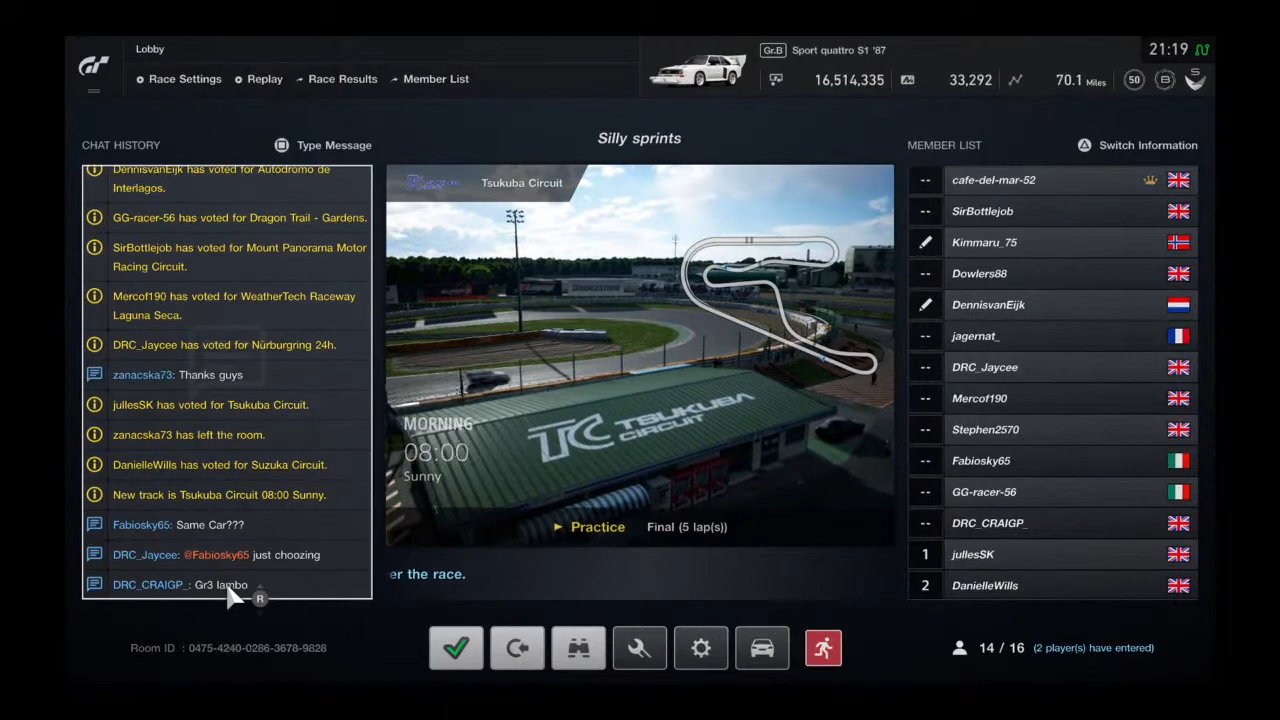 Lobby
Gr.B Sport quattro S1 '87
21:19
Race Settings Replay Race Results Member List
16,514,335 33,292 70.1 Miles 50 B S
Silly sprints
CHAT HISTORY Type Message
DennisvanEijk has voted for Autodromo de
Interlagos.
GG-racer-56 has voted for Dragon Trail - Gardens.
SirBottlejob has voted for Mount Panorama Motor
Racing Circuit.
Mercof190 has voted for WeatherTech Raceway
Laguna Seca.
DRC_Jaycee has voted for Nürburgring 24h.
zanacska73: Thanks guys
jullesSK has voted for Tsukuba Circuit.
zanacska73 has left the room.
DanielleWills has voted for Suzuka Circuit.
New track is Tsukuba Circuit 08:00 Sunny.
Fabiosky65: Same Car???
DRC_Jaycee: @Fabiosky65 just choozing
DRC_CRAIGP_: Gr3 lambo
R
Tsukuba Circuit
BRIDGESTONE
TC TSUKUBA
CIRCUIT
MORNING
08:00
Sunny
Practice Final (5 lap(s))
er the race.
MEMBER LIST Switch Information
-- cafe-del-mar-52
-- SirBottlejob
Kimmaru_75
-- Dowlers88
DennisvanEijk
-- jagernat_
-- DRC_Jaycee
-- Mercof190
-- Stephen2570
-- Fabiosky65
-- GG-racer-56
-- DRC_CRAIGP_
1 jullesSK
2 DanielleWills
Room ID : 0475-4240-0286-3678-9828
14 / 16 (2 player(s) have entered)